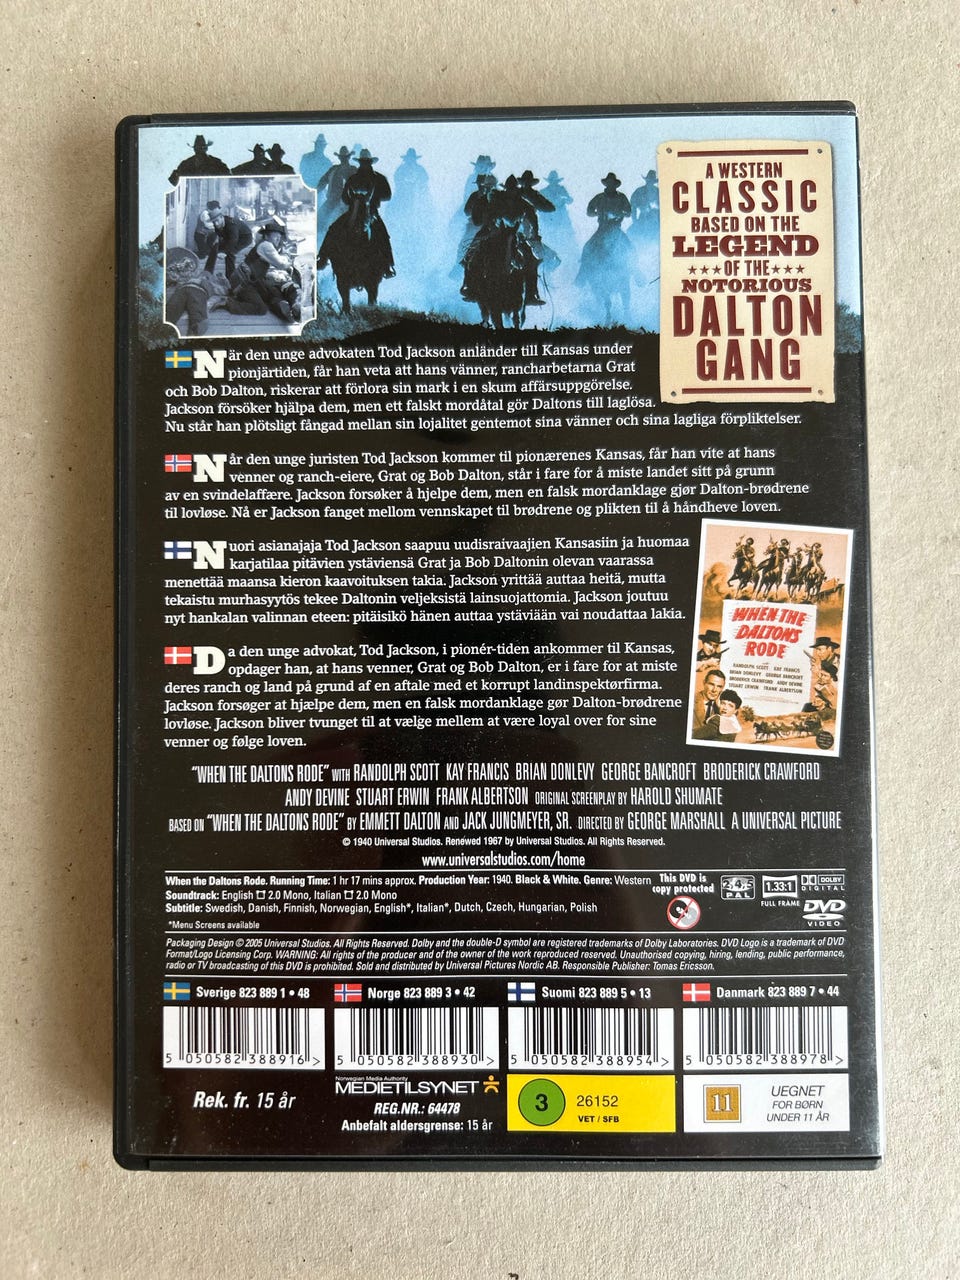 A WESTERN
CLASSIC
BASED ON THE
LEGEND
★★★OF THE★★★
NOTORIOUS
DALTON
GANG
När den unge advokaten Tod Jackson anländer till Kansas under
pionjärtiden, får han veta att hans vänner, rancharbetarna Grat
och Bob Dalton, riskerar att förlora sin mark i en skum affärsuppgörelse.
Jackson försöker hjälpa dem, men ett falskt mordåtal gör Daltons till laglösa.
Nu står han plötsligt fångad mellan sin lojalitet gentemot sina vänner och sina lagliga förpliktelser.
Når den unge juristen Tod Jackson kommer til pionærenes Kansas, får han vite at hans
venner og ranch-eiere, Grat og Bob Dalton, står i fare for å miste landet sitt på grunn
av en svindelaffære. Jackson forsøker å hjelpe dem, men en falsk mordanklage gjør Dalton-brødrene
til lovløse. Nå er Jackson fanget mellom vennskapet til brødrene og plikten til å håndheve loven.
Nuori asianajaja Tod Jackson saapuu uudisraivaajien Kansasiin ja huomaa
karjatilaa pitävien ystäviensä Grat ja Bob Daltonin olevan vaarassa
menettää maansa kieron kaavoituksen takia. Jackson yrittää auttaa heitä, mutta
tekaistu murhasyytös tekee Daltonin veljeksistä lainsuojattomia. Jackson joutuu
nyt hankalan valinnan eteen: pitäisikö hänen auttaa ystäviään vai noudattaa lakia.
Da den unge advokat, Tod Jackson, i pionér-tiden ankommer til Kansas,
opdager han, at hans venner, Grat og Bob Dalton, er i fare for at miste
deres ranch og land på grund af en aftale med et korrupt landinspektørfirma.
Jackson forsøger at hjælpe dem, men en falsk mordanklage gør Dalton-brødrene
lovløse. Jackson bliver tvunget til at vælge mellem at være loyal over for sine
venner og følge loven.
WHEN THE
DALTONS
RODE
with
RANDOLPH SCOTT KAY FRANCIS
BRIAN DONLEVY GEORGE BANCROFT
BRODERICK CRAWFORD ANDY DEVINE
STUART ERWIN FRANK ALBERTSON
"WHEN THE DALTONS RODE" WITH RANDOLPH SCOTT KAY FRANCIS BRIAN DONLEVY GEORGE BANCROFT BRODERICK CRAWFORD
ANDY DEVINE STUART ERWIN FRANK ALBERTSON ORIGINAL SCREENPLAY BY HAROLD SHUMATE
BASED ON "WHEN THE DALTONS RODE" BY EMMETT DALTON AND JACK JUNGMEYER, SR. DIRECTED BY GEORGE MARSHALL A UNIVERSAL PICTURE
© 1940 Universal Studios. Renewed 1967 by Universal Studios. All Rights Reserved.
www.universalstudios.com/home
When the Daltons Rode. Running Time: 1 hr 17 mins approx. Production Year: 1940. Black & White. Genre: Western
Soundtrack: English 2.0 Mono, Italian 2.0 Mono
Subtitle: Swedish, Danish, Finnish, Norwegian, English*, Italian*, Dutch, Czech, Hungarian, Polish
*Menu Screens available
This DVD is
copy protected
PAL
1.33:1
FULL FRAME
DOLBY
DIGITAL
DVD
VIDEO
Packaging Design © 2005 Universal Studios. All Rights Reserved. Dolby and the double-D symbol are registered trademarks of Dolby Laboratories. DVD Logo is a trademark of DVD
Format/Logo Licensing Corp. WARNING: All rights of the producer and of the owner of the work reproduced reserved. Unauthorised copying, hiring, lending, public performance,
radio or TV broadcasting of this DVD is prohibited. Sold and distributed by Universal Pictures Nordic AB. Responsible Publisher: Tomas Ericsson.
Sverige 823 889 1 • 48
Norge 823 889 3 • 42
Suomi 823 889 5 • 13
Danmark 823 889 7 • 44
5 050582 388916 >
5 050582 388930 >
5 050582 388954 >
5 050582 388978 >
Rek. fr. 15 år
Norwegian Media Authority
MEDIETILSYNET
REG.NR.: 64478
Anbefalt aldersgrense: 15 år
3
26152
VET / SFB
11
UEGNET
FOR BØRN
UNDER 11 ÅR